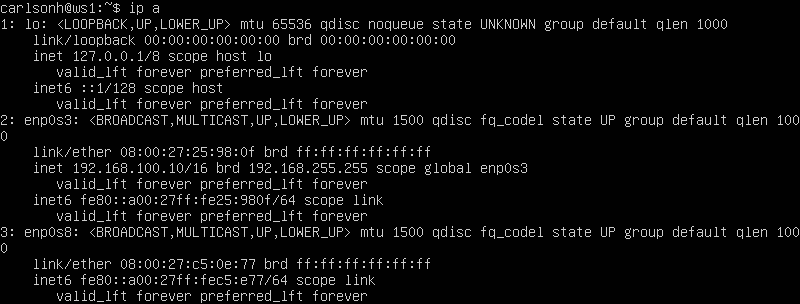 carlsonh@ws1:~$ ip a
1: lo: <LOOPBACK,UP,LOWER_UP> mtu 65536 qdisc noqueue state UNKNOWN group default qlen 1000
    link/loopback 00:00:00:00:00:00 brd 00:00:00:00:00:00
    inet 127.0.0.1/8 scope host lo
       valid_lft forever preferred_lft forever
    inet6 ::1/128 scope host
       valid_lft forever preferred_lft forever
2: enp0s3: <BROADCAST,MULTICAST,UP,LOWER_UP> mtu 1500 qdisc fq_codel state UP group default qlen 100
0
    link/ether 08:00:27:25:98:0f brd ff:ff:ff:ff:ff:ff
    inet 192.168.100.10/16 brd 192.168.255.255 scope global enp0s3
       valid_lft forever preferred_lft forever
    inet6 fe80::a00:27ff:fe25:980f/64 scope link
       valid_lft forever preferred_lft forever
3: enp0s8: <BROADCAST,MULTICAST,UP,LOWER_UP> mtu 1500 qdisc fq_codel state UP group default qlen 100
0
    link/ether 08:00:27:c5:0e:77 brd ff:ff:ff:ff:ff:ff
    inet6 fe80::a00:27ff:fec5:e77/64 scope link
       valid_lft forever preferred_lft forever